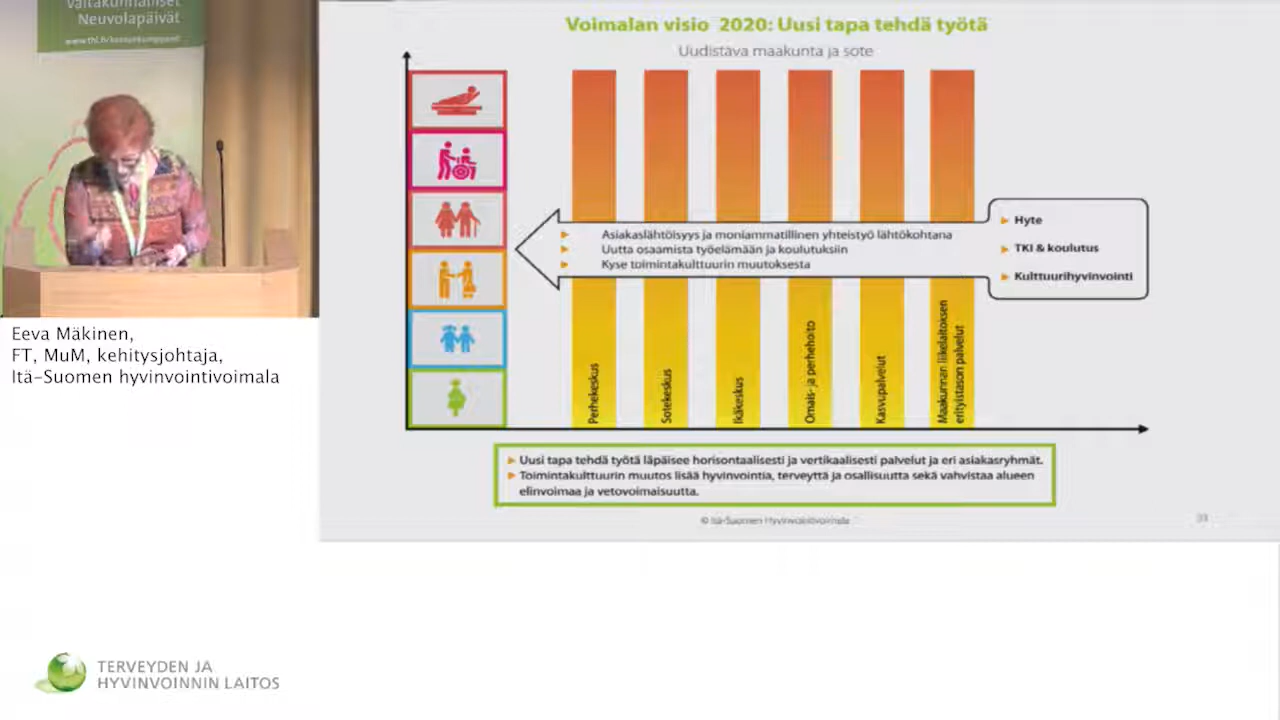 Valtakunnalliset
Neuvolapäivät
Voimalan visio 2020: Uusi tapa tehdä työtä
Uudistava maakunta ja sote
Asiakaslähtöisyys ja moniammatillinen yhteistyö lähtökohtana
Uutta osaamista työelämään ja koulutuksiin
Kyse toimintakulttuurin muutoksesta
Hyte
TKI & koulutus
Kulttuurihyvinvointi
Perhekeskus
Sotekeskus
Ikäkeskus
Omais- ja perhehoito
Kasvupalvelut
Maakunnan liikelaitoksen
erityistason palvelut
Uusi tapa tehdä työtä läpäisee horisontaalisesti ja vertikaalisesti palvelut ja eri asiakasryhmät.
Toimintakulttuurin muutos lisää hyvinvointia, terveyttä ja osallisuutta sekä vahvistaa alueen
elinvoimaa ja vetovoimaisuutta.
© Itä-Suomen Hyvinvointivoimala
Eeva Mäkinen,
FT, MuM, kehitysjohtaja,
Itä-Suomen hyvinvointivoimala
TERVEYDEN JA
HYVINVOINNIN LAITOS